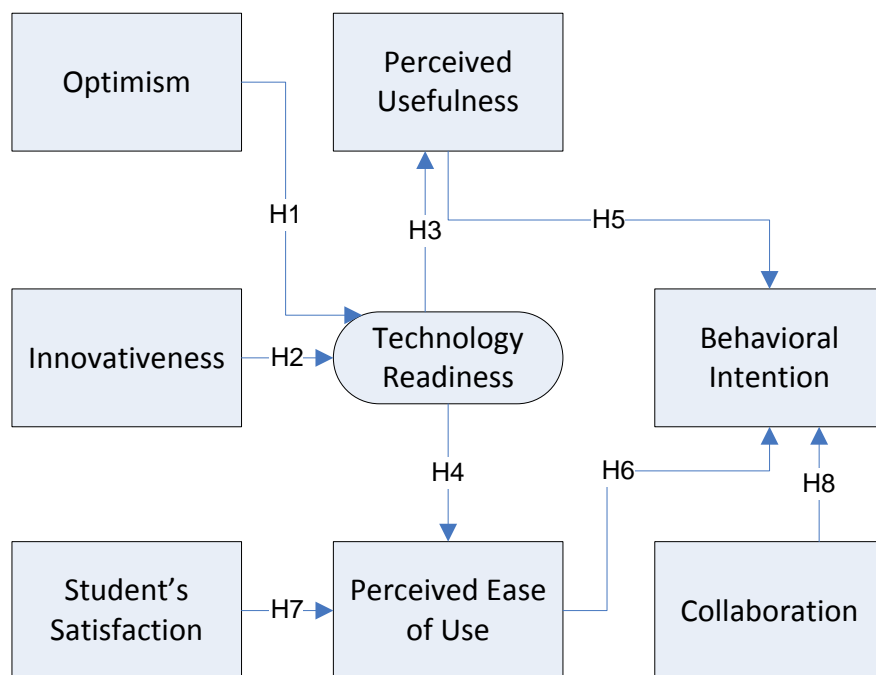 Optimism
Perceived
Usefulness
H1
H3
H5
Innovativeness
H2
Technology
Readiness
Behavioral
Intention
H4
H6
H8
Student’s
Satisfaction
H7
Perceived Ease
of Use
Collaboration